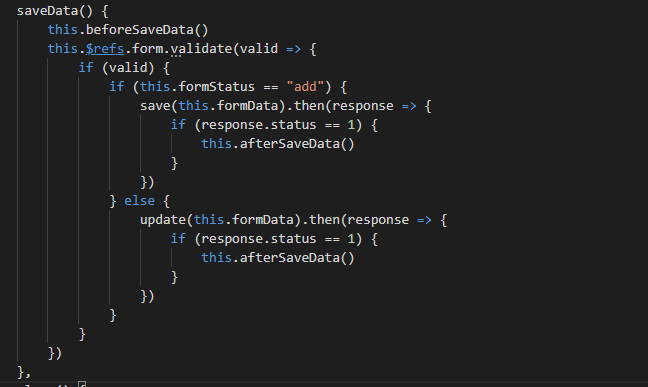 saveData() {
    this.beforeSaveData()
    this.$refs.form.validate(valid => {
        if (valid) {
            if (this.formStatus == "add") {
                save(this.formData).then(response => {
                    if (response.status == 1) {
                        this.afterSaveData()
                    }
                })
            } else {
                update(this.formData).then(response => {
                    if (response.status == 1) {
                        this.afterSaveData()
                    }
                })
            }
        }
    })
},